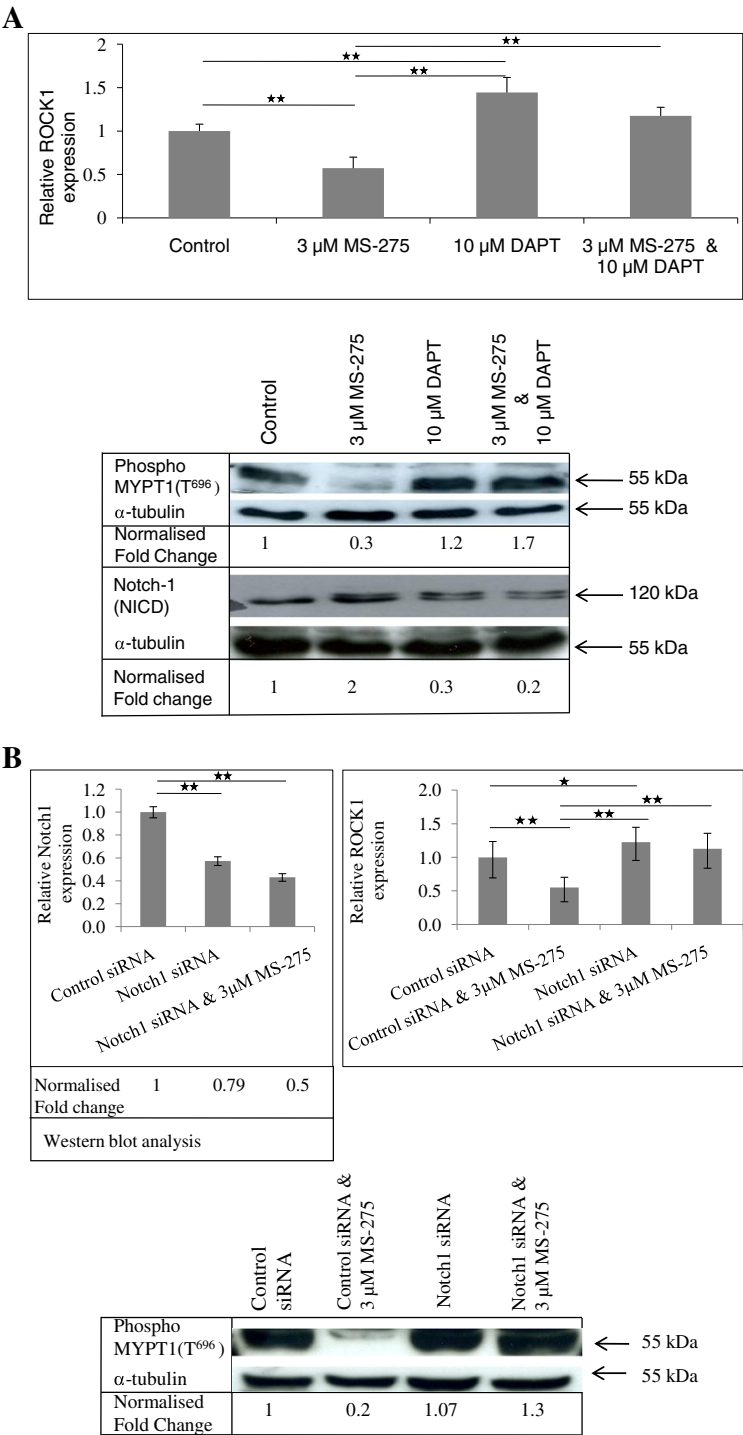 A
2
1.5
1
0.5
0
Relative ROCK1
expression
★★
★★
★★
★★
Control
3 µM MS-275
10 µM DAPT
3 µM MS-275 &
10 µM DAPT
Control
3 µM MS-275
10 µM DAPT
3 µM MS-275
&
10 µM DAPT
Phospho
MYPT1(T696)
55 kDa
α-tubulin
55 kDa
Normalised
Fold Change
1 0.3 1.2 1.7
Notch-1
(NICD)
120 kDa
α-tubulin
55 kDa
Normalised
Fold change
1 2 0.3 0.2
B
Relative Notch1
expression
1.2
1.0
0.8
0.6
0.4
0.2
0.0
★★
★★
Control siRNA
Notch1 siRNA
Notch1 siRNA & 3µM MS-275
Normalised
Fold change
1 0.79 0.5
Western blot analysis
Relative ROCK1
expression
2.0
1.5
1.0
0.5
0.0
★
★★
★★
★★
Control siRNA
Control siRNA & 3µM MS-275
Notch1 siRNA
Notch1 siRNA & 3µM MS-275
Control
siRNA
Control siRNA &
3 µM MS-275
Notch1 siRNA
Notch1 siRNA &
3 µM MS-275
Phospho
MYPT1(T696)
55 kDa
α-tubulin
55 kDa
Normalised
Fold Change
1 0.2 1.07 1.3